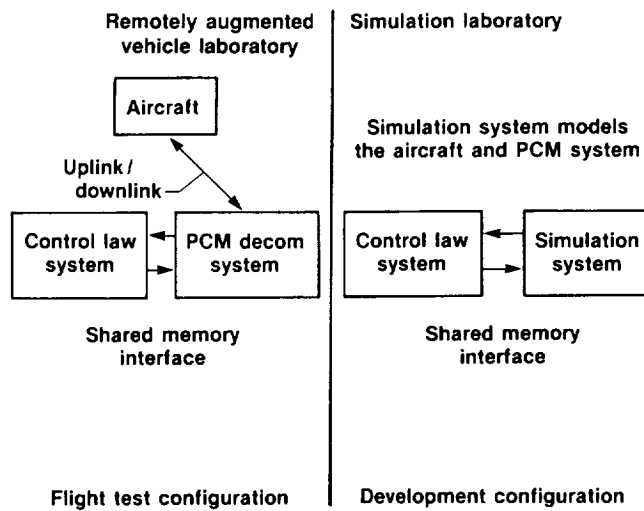 Remotely augmented
vehicle laboratory
Aircraft
Uplink/
downlink
Control law
system
PCM decom
system
Shared memory
interface
Flight test configuration
Simulation laboratory
Simulation system models
the aircraft and PCM system
Control law
system
Simulation
system
Shared memory
interface
Development configuration